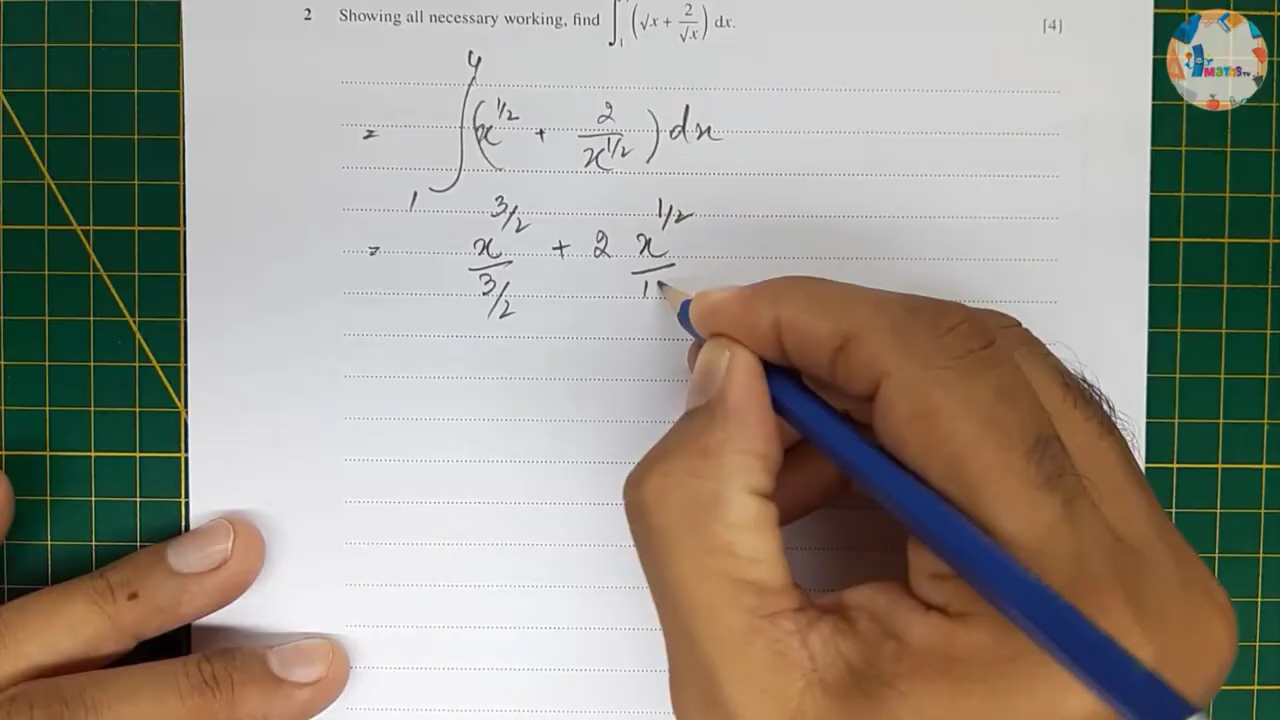 2 Showing all necessary working, find ∫₁ (√x + 2/√x) dx. [4]
= ∫₁⁴ (x^1/2 + 2/x^1/2) dx
= x^3/2 / 3/2 + 2 x^1/2 / 1
MATHS TV